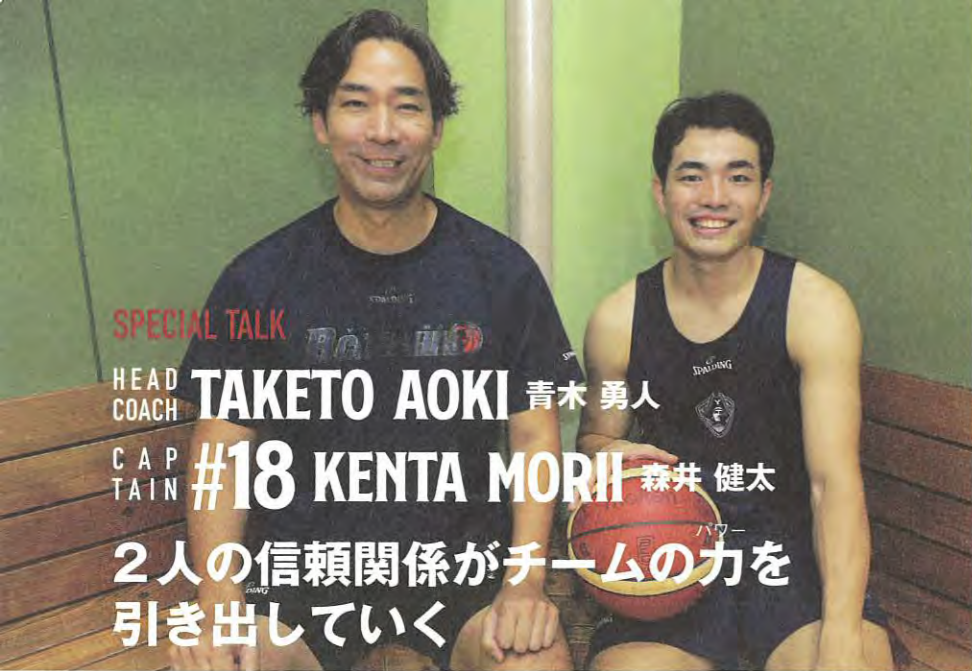 SPALDING
SPECIAL TALK
SPALDING
HEAD COACH TAKETO AOKI 青木 勇人
CAPTAIN #18 KENTA MORII 森井 健太
パワー
2人の信頼関係がチームの力を
引き出していく